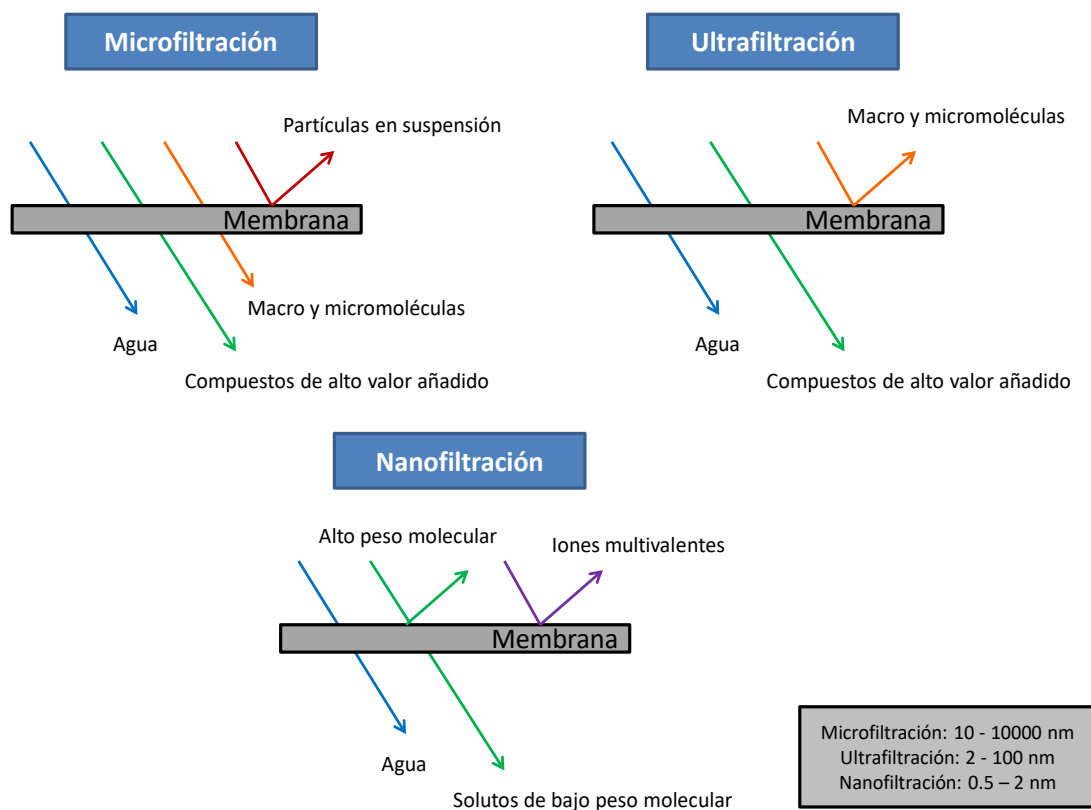 Microfiltración
Ultrafiltración
Partículas en suspensión
Macro y micromoléculas
Membrana
Membrana
Macro y micromoléculas
Agua
Agua
Compuestos de alto valor añadido
Compuestos de alto valor añadido
Nanofiltración
Alto peso molecular
Iones multivalentes
Membrana
Agua
Solutos de bajo peso molecular
Microfiltración: 10 - 10000 nm
Ultrafiltración: 2 - 100 nm
Nanofiltración: 0.5 – 2 nm